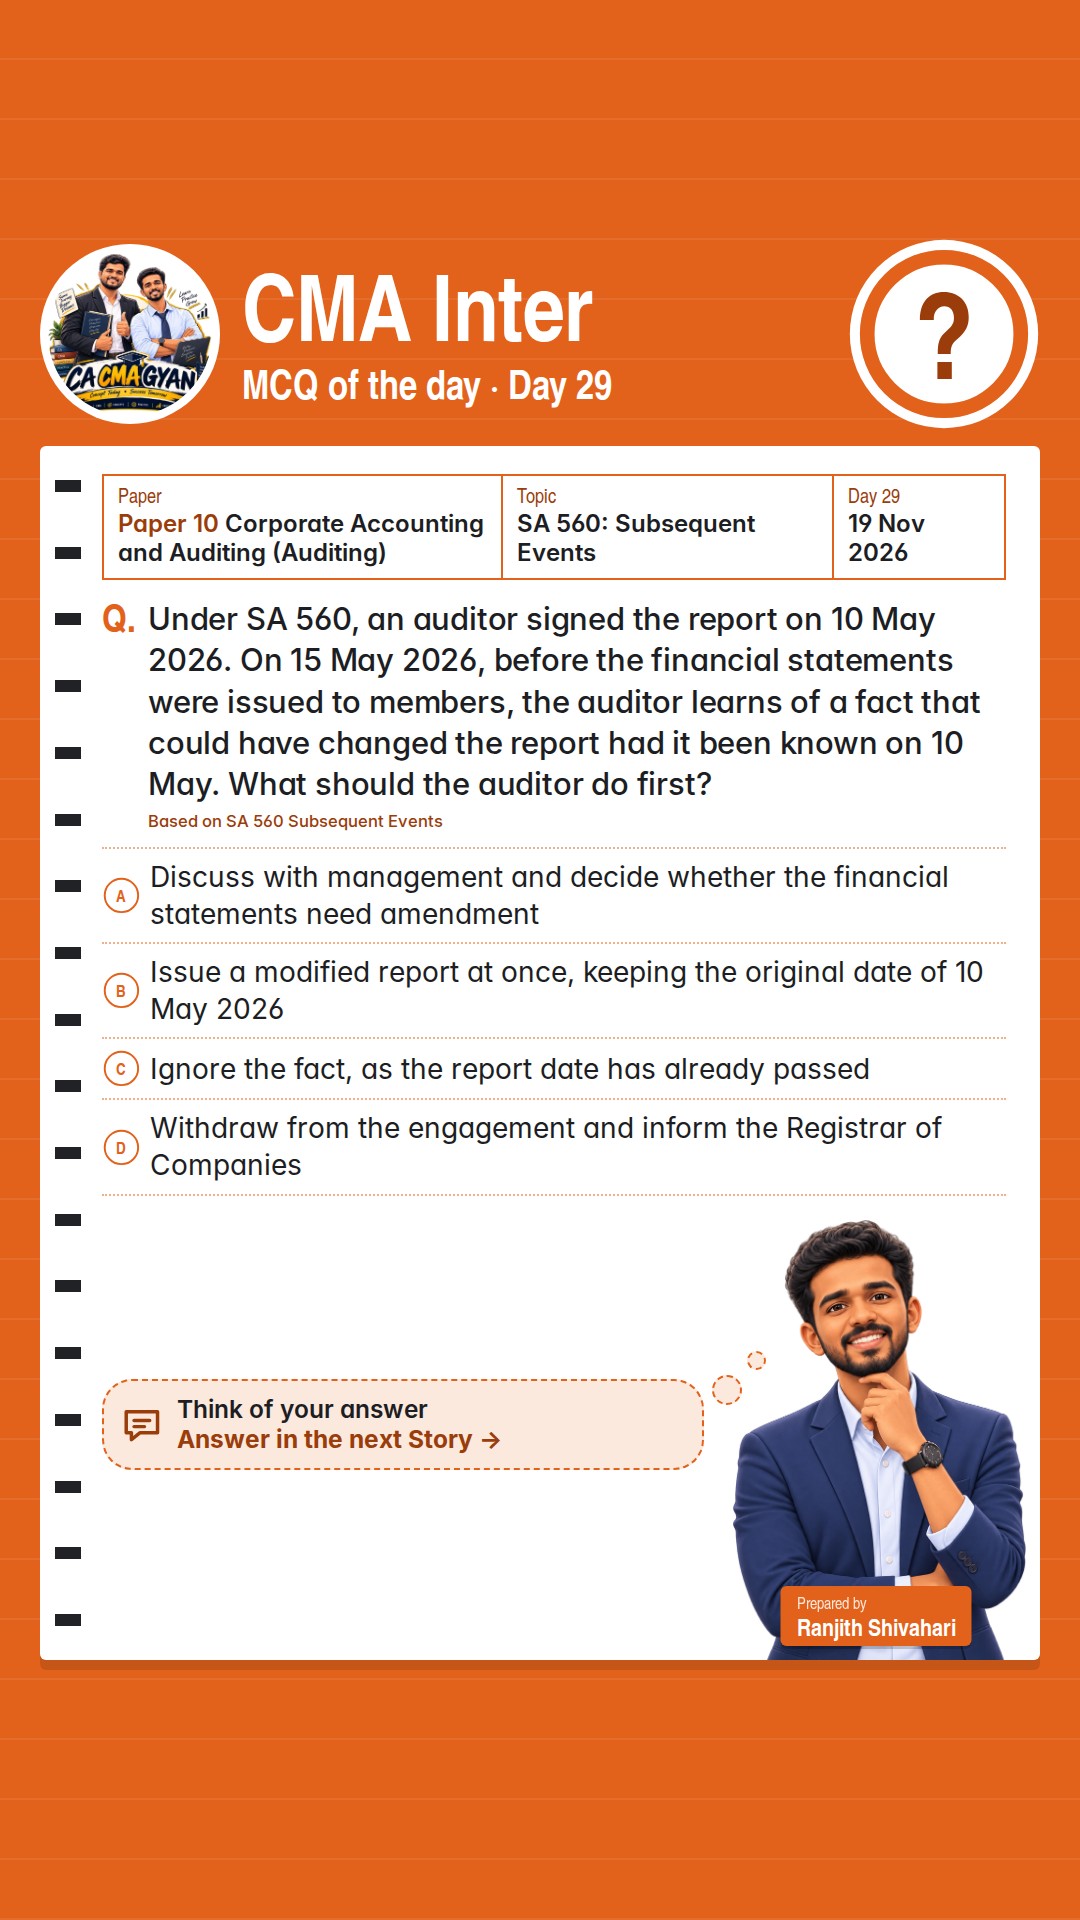 CA CMA GYAN
CMA Inter
MCQ of the day · Day 29
?
Paper
Paper 10 Corporate Accounting
and Auditing (Auditing)
Topic
SA 560: Subsequent
Events
Day 29
19 Nov
2026
Q. Under SA 560, an auditor signed the report on 10 May
2026. On 15 May 2026, before the financial statements
were issued to members, the auditor learns of a fact that
could have changed the report had it been known on 10
May. What should the auditor do first?
Based on SA 560 Subsequent Events
A Discuss with management and decide whether the financial
statements need amendment
B Issue a modified report at once, keeping the original date of 10
May 2026
C Ignore the fact, as the report date has already passed
D Withdraw from the engagement and inform the Registrar of
Companies
Think of your answer
Answer in the next Story →
Prepared by
Ranjith Shivahari